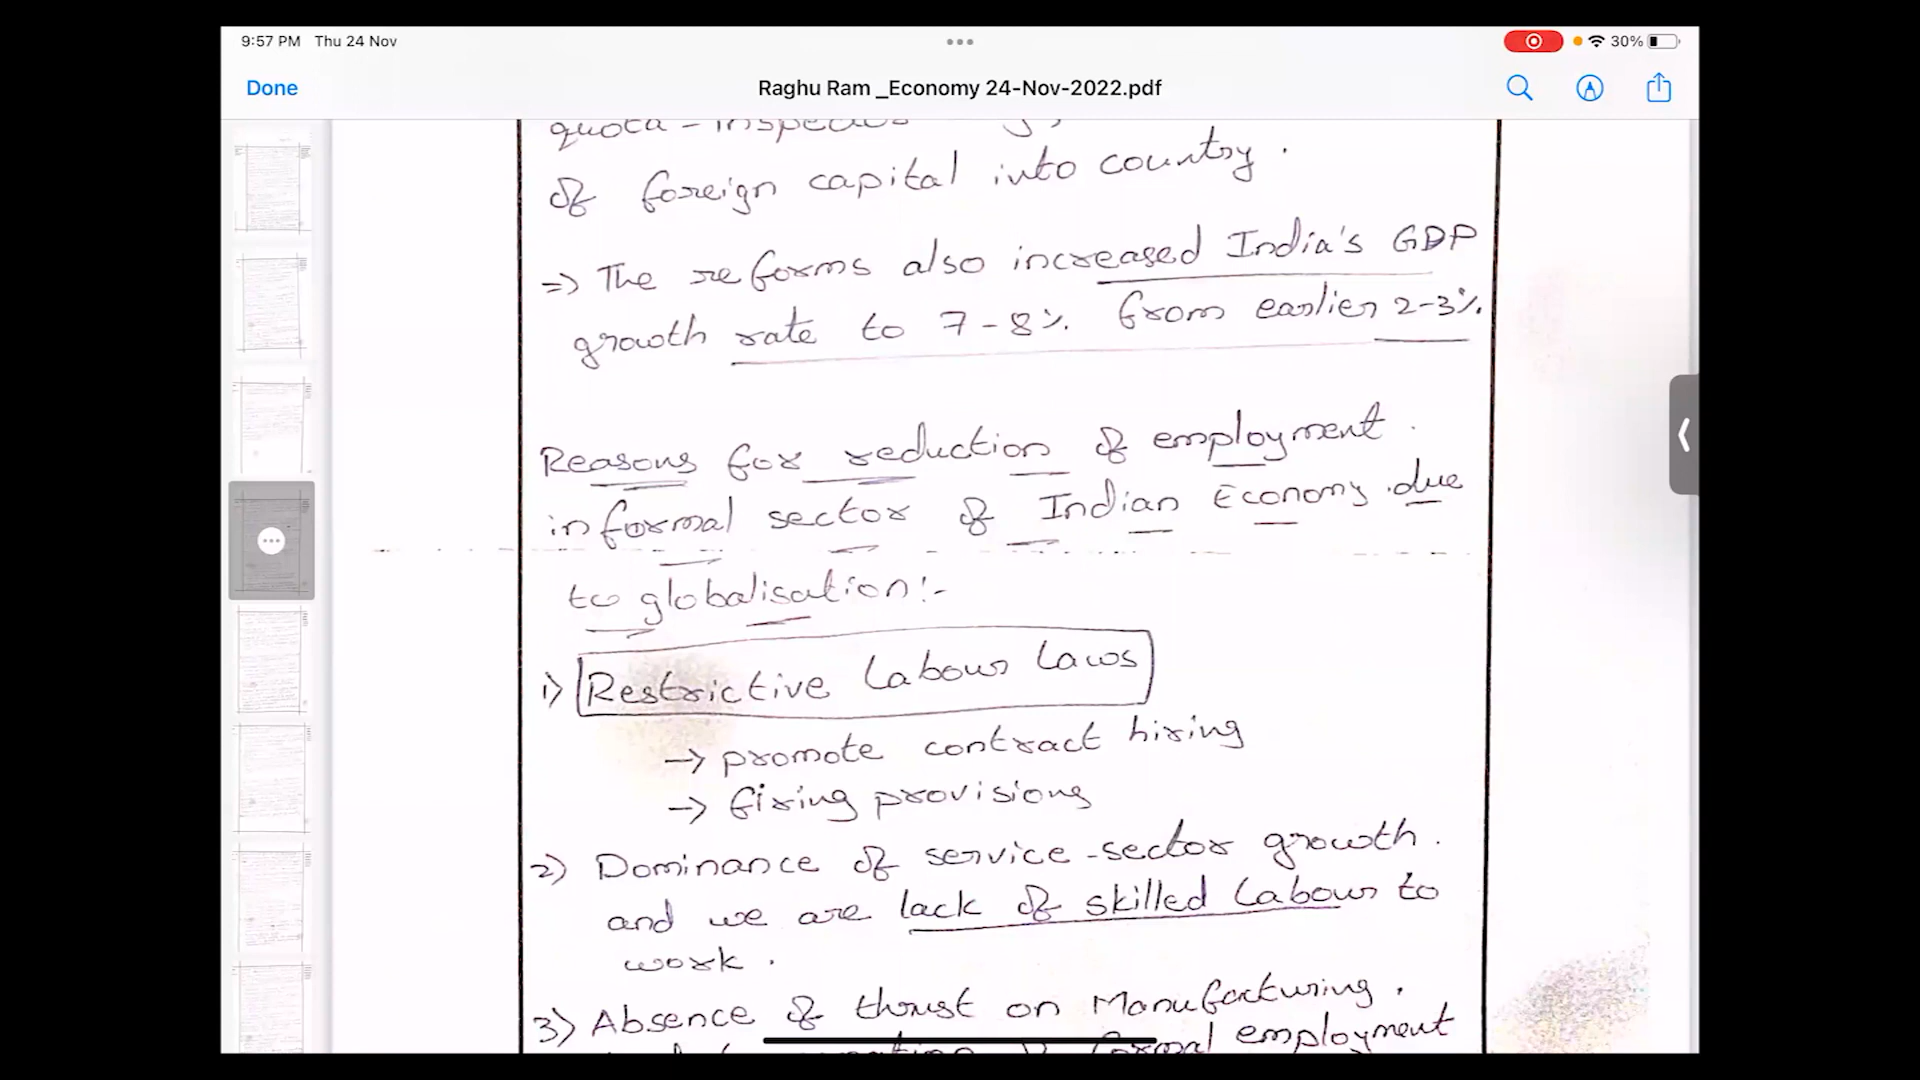 9:57 PM Thu 24 Nov
30%
Done
Raghu Ram _Economy 24-Nov-2022.pdf
of foreign capital into country.
=> The reforms also increased India's GDP
growth rate to 7-8% from earlier 2-3%
Reasons for reduction of employment.
informal sector of Indian Economy due
to globalisation:-
1) Restrictive Labour Laws
→ promote contract hiring
→ firing provisions
2) Dominance of service-sector growth.
and we are lack of skilled labour to
work.
3) Absence of thrust on Manufacturing.
formal employment